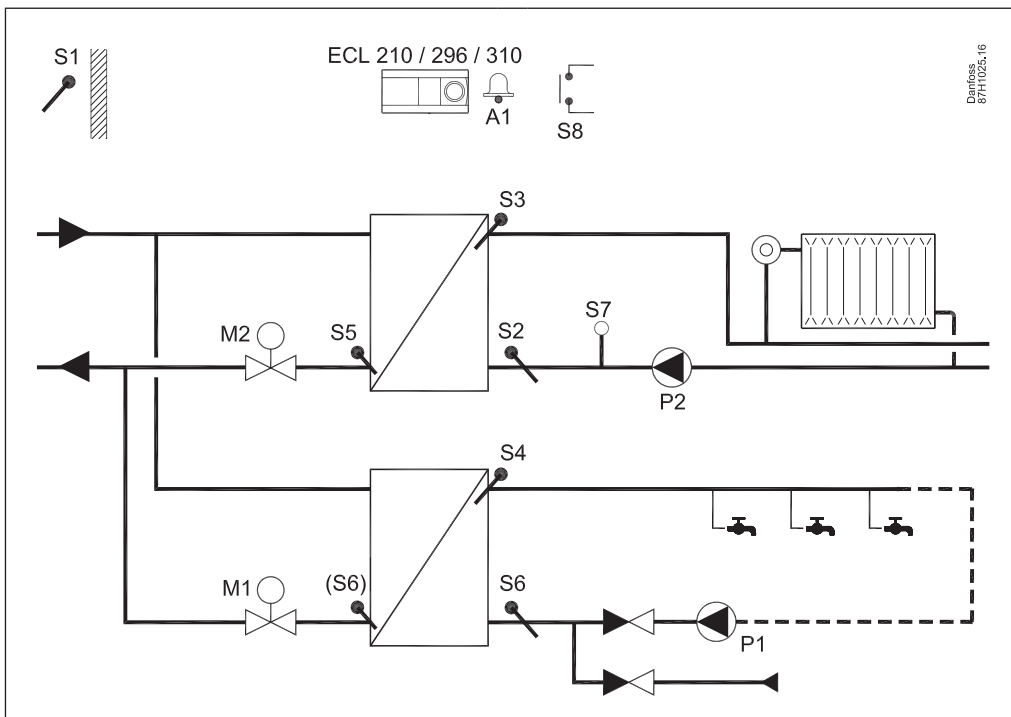 S1
ECL 210 / 296 / 310
A1
S8
Danfoss
87H1025.16
S3
M2
S5
S2
S7
P2
S4
M1
(S6)
S6
P1